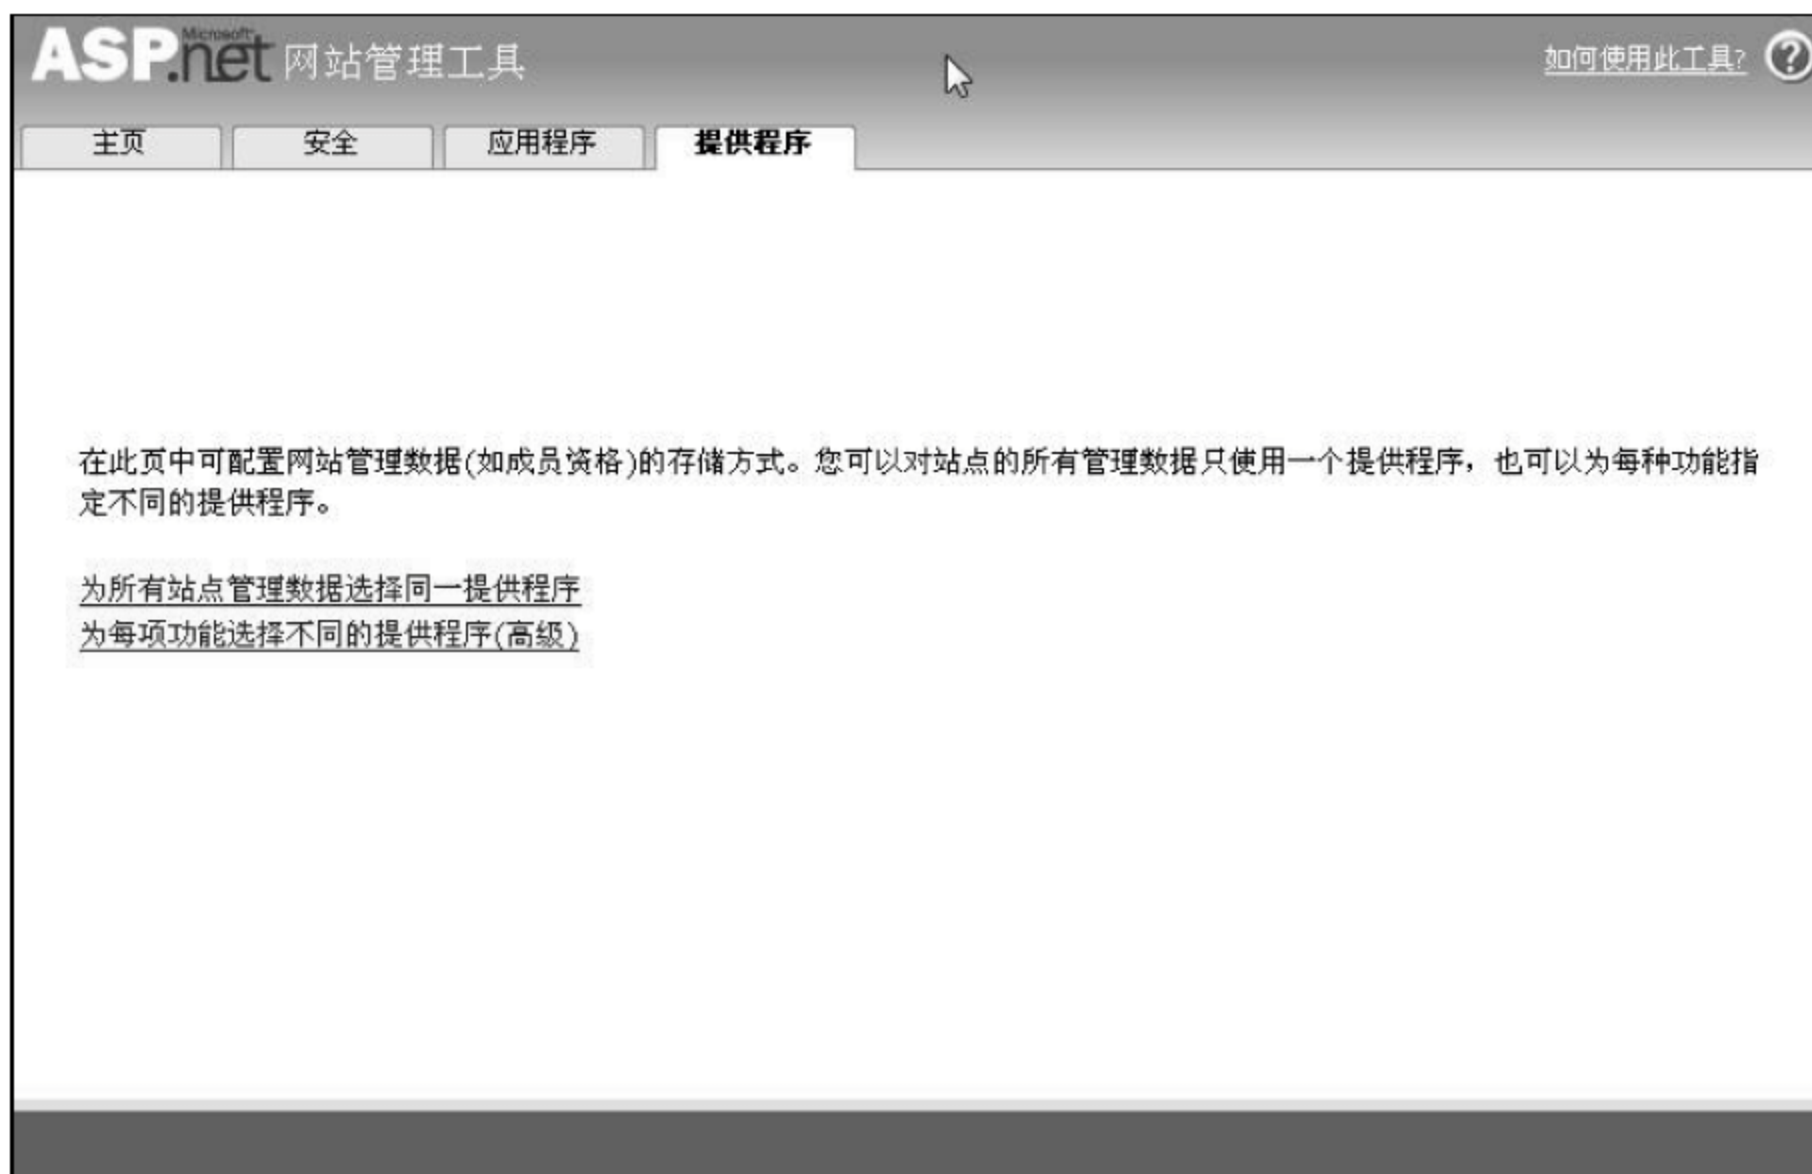 Microsoft
ASP.net 网站管理工具
如何使用此工具?
主页 安全 应用程序 提供程序
在此页中可配置网站管理数据(如成员资格)的存储方式。您可以对站点的所有管理数据只使用一个提供程序，也可以为每种功能指
定不同的提供程序。
为所有站点管理数据选择同一提供程序
为每项功能选择不同的提供程序(高级)